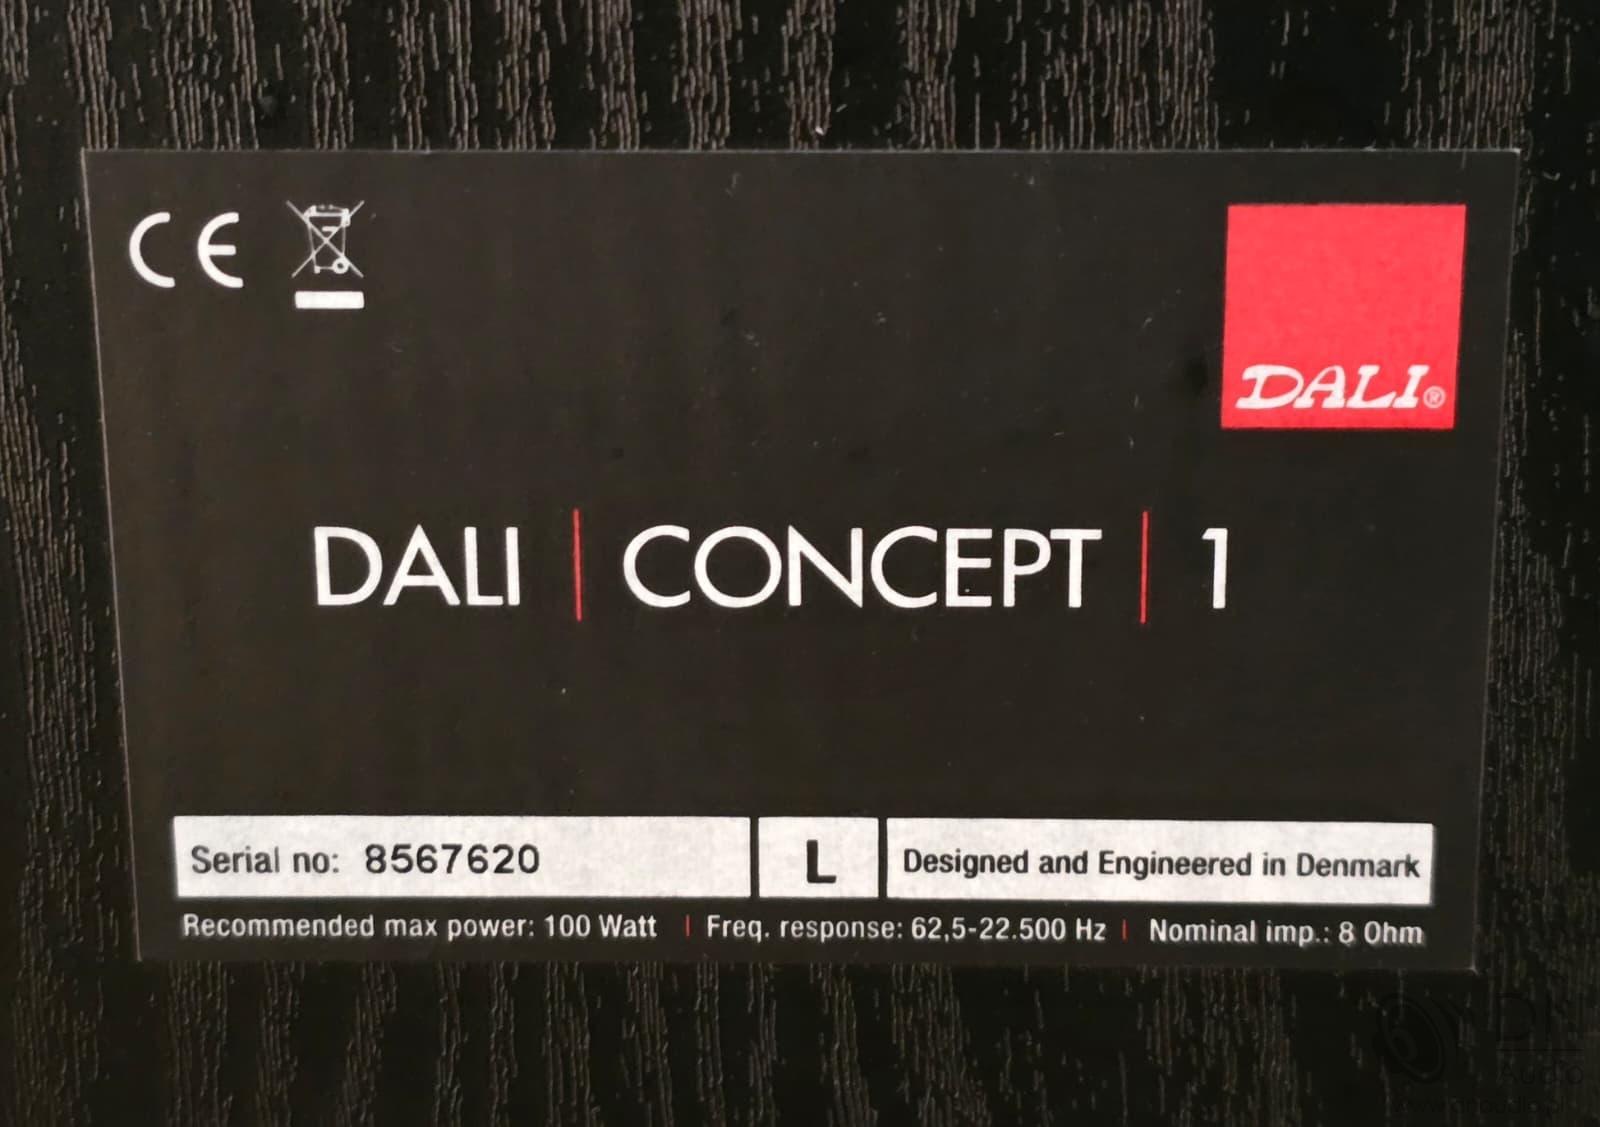 CE
DALI®
DALI | CONCEPT | 1
Serial no: 8567620
L
Designed and Engineered in Denmark
Recommended max power: 100 Watt | Freq. response: 62,5-22.500 Hz | Nominal imp.: 8 Ohm
Audio